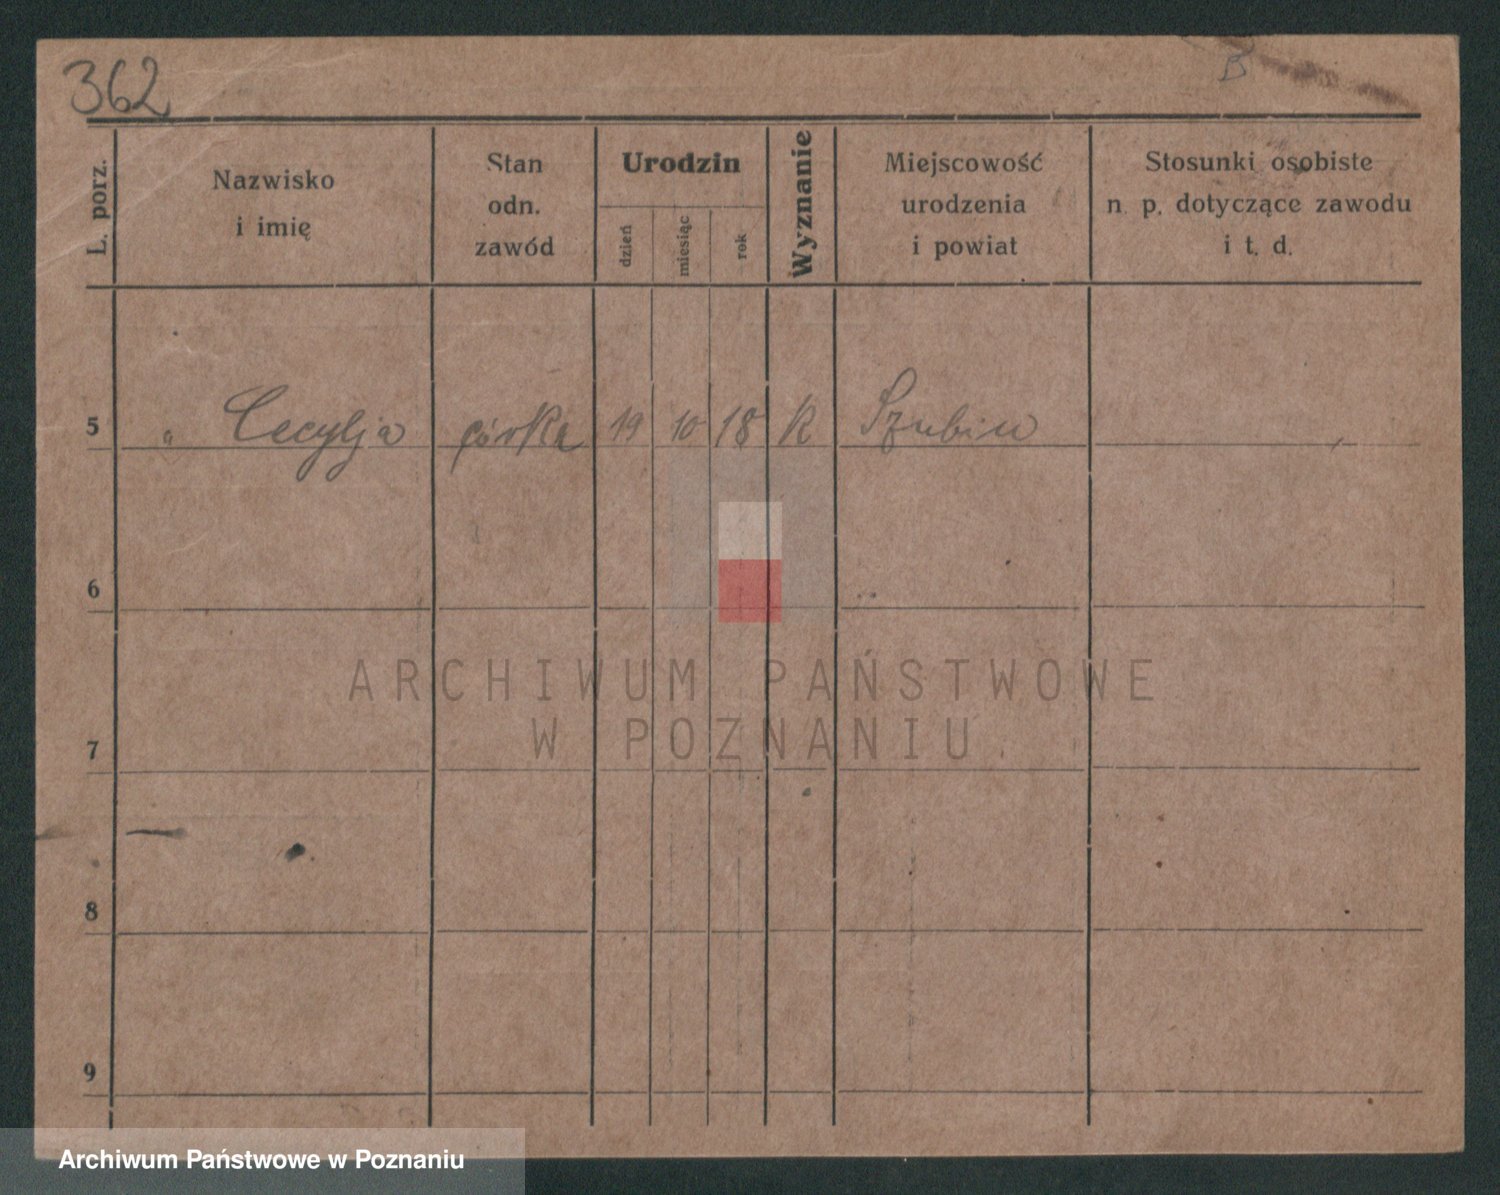 362
B
L. porz.
Nazwisko
i imię
Stan
odn.
zawód
Urodzin
dzień
miesiąc
rok
Wyznanie
Miejscowość
urodzenia
i powiat
Stosunki osobiste
n. p. dotyczące zawodu
i t. d.
5 " Cecylja córka 19 10 18 K Szubin
6
7
8
9
ARCHIWUM PAŃSTWOWE
W POZNANIU
Archiwum Państwowe w Poznaniu